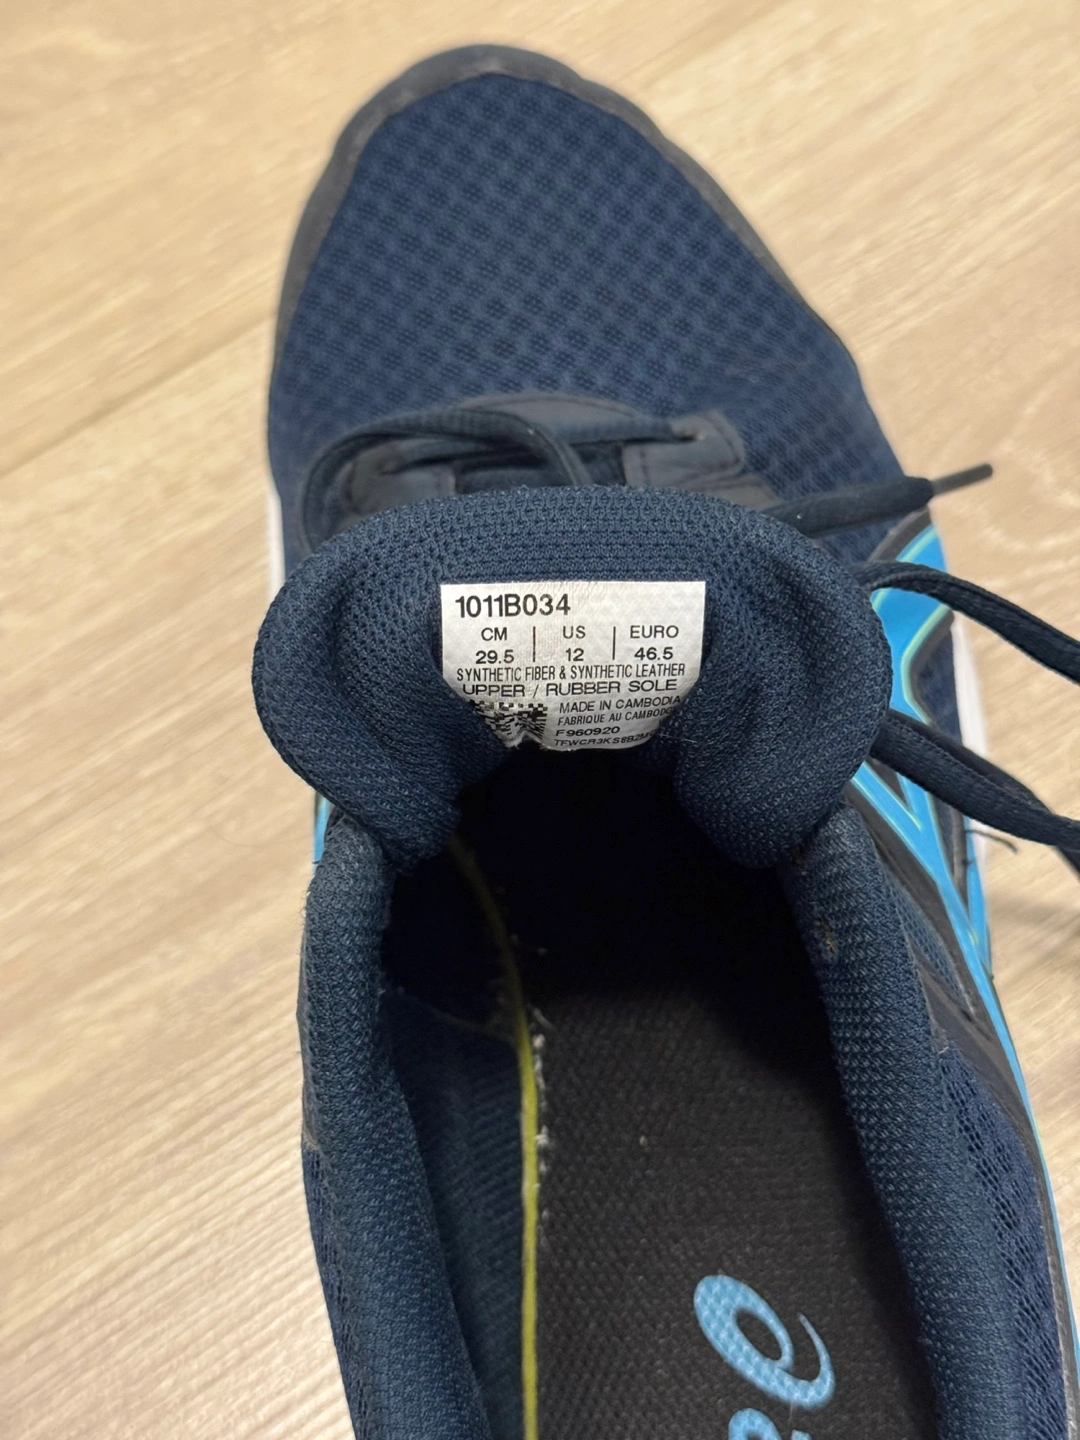 1011B034
CM | US | EURO
29.5 | 12 | 46.5
SYNTHETIC FIBER & SYNTHETIC LEATHER
UPPER / RUBBER SOLE
MADE IN CAMBODIA
FABRIQUE AU CAMBODGE
F960920